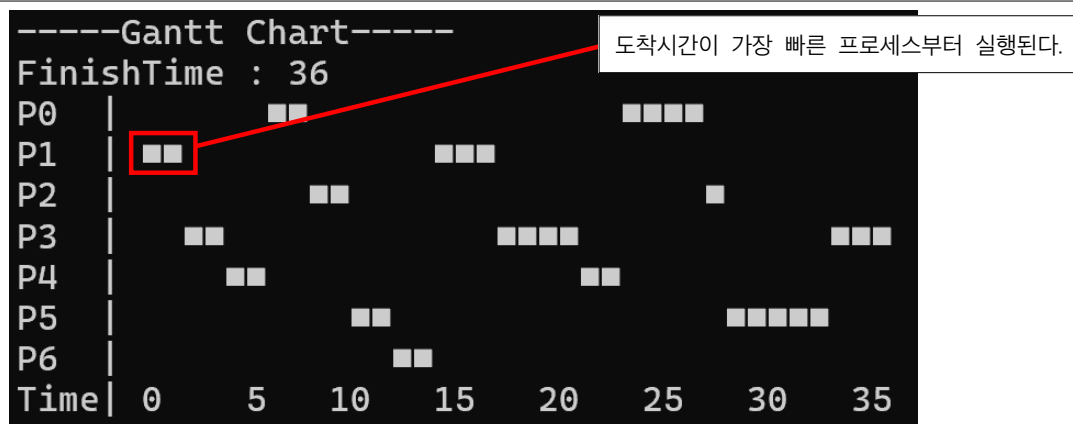 -----Gantt Chart-----
도착시간이 가장 빠른 프로세스부터 실행된다.
FinishTime : 36
P0 | ■■ ■■■■
P1 | ■■ ■■■
P2 | ■■ ■
P3 | ■■ ■■■■ ■■■
P4 | ■■ ■■
P5 | ■■ ■■■■■
P6 | ■■
Time| 0 5 10 15 20 25 30 35